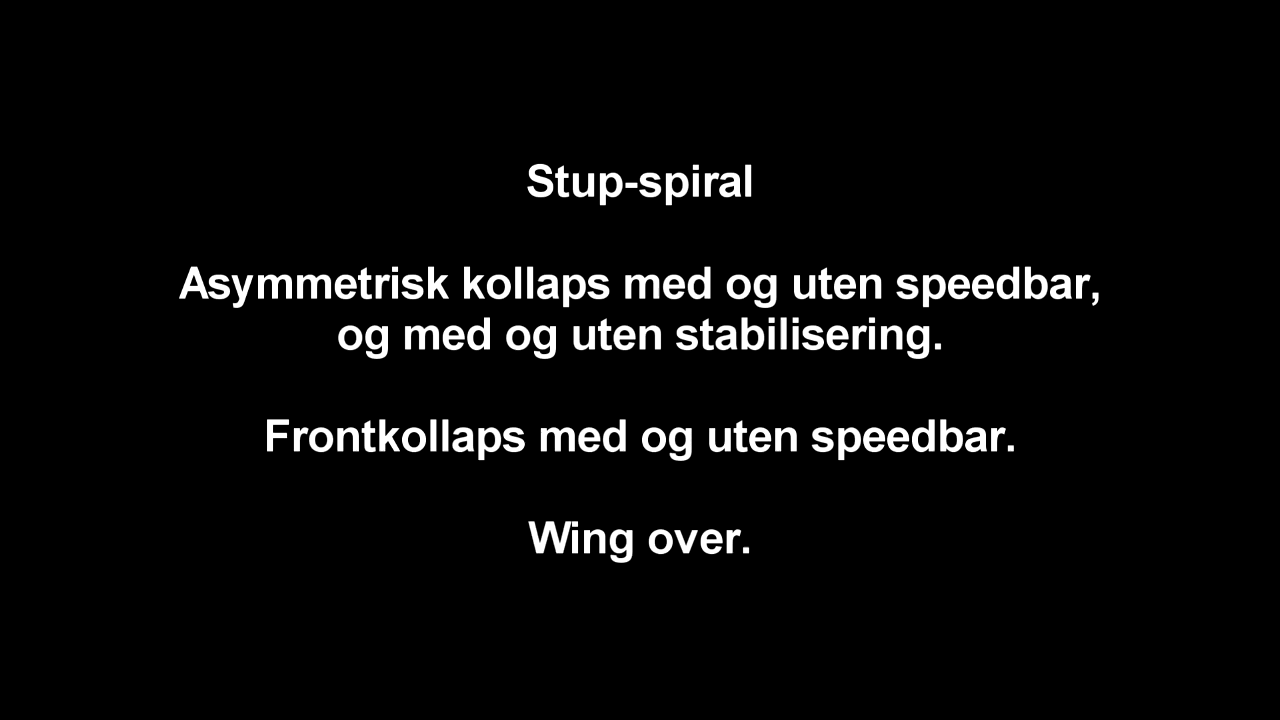 Stup-spiral
Asymmetrisk kollaps med og uten speedbar,
og med og uten stabilisering.
Frontkollaps med og uten speedbar.
Wing over.